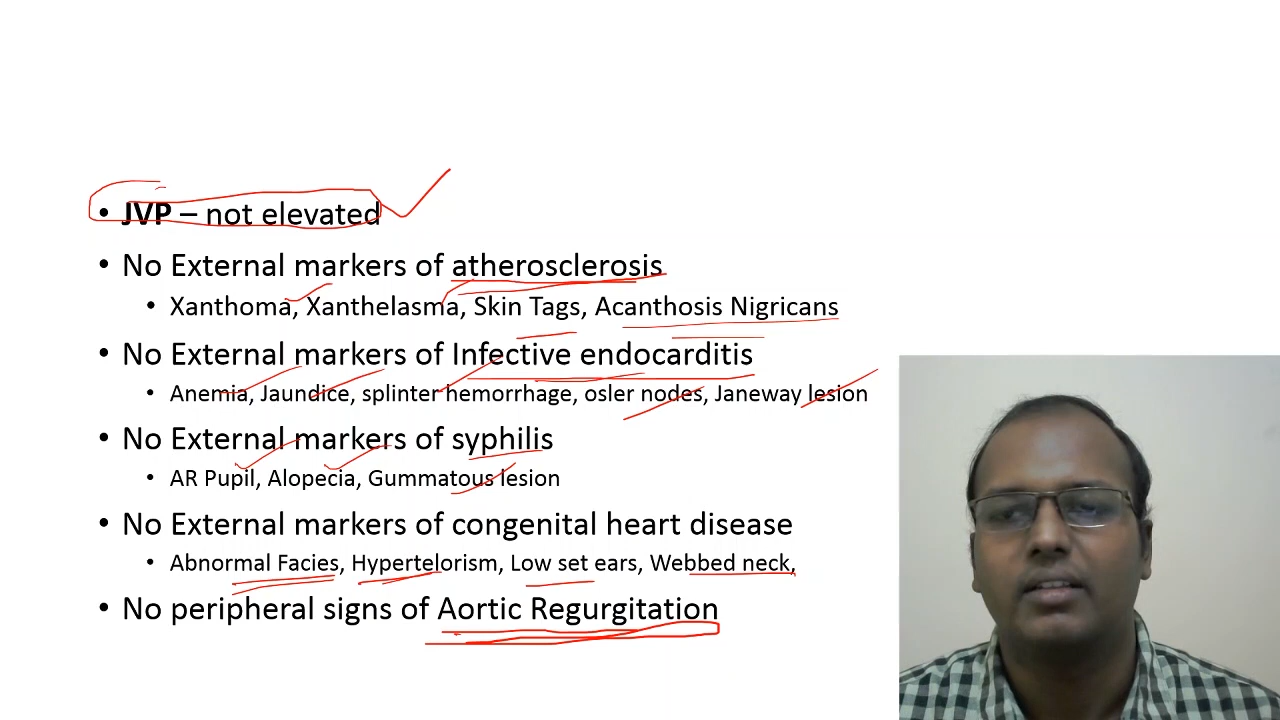 • JVP – not elevated
• No External markers of atherosclerosis
• Xanthoma, Xanthelasma, Skin Tags, Acanthosis Nigricans
• No External markers of Infective endocarditis
• Anemia, Jaundice, splinter hemorrhage, osler nodes, Janeway lesion
• No External markers of syphilis
• AR Pupil, Alopecia, Gummatous lesion
• No External markers of congenital heart disease
• Abnormal Facies, Hypertelorism, Low set ears, Webbed neck,
• No peripheral signs of Aortic Regurgitation